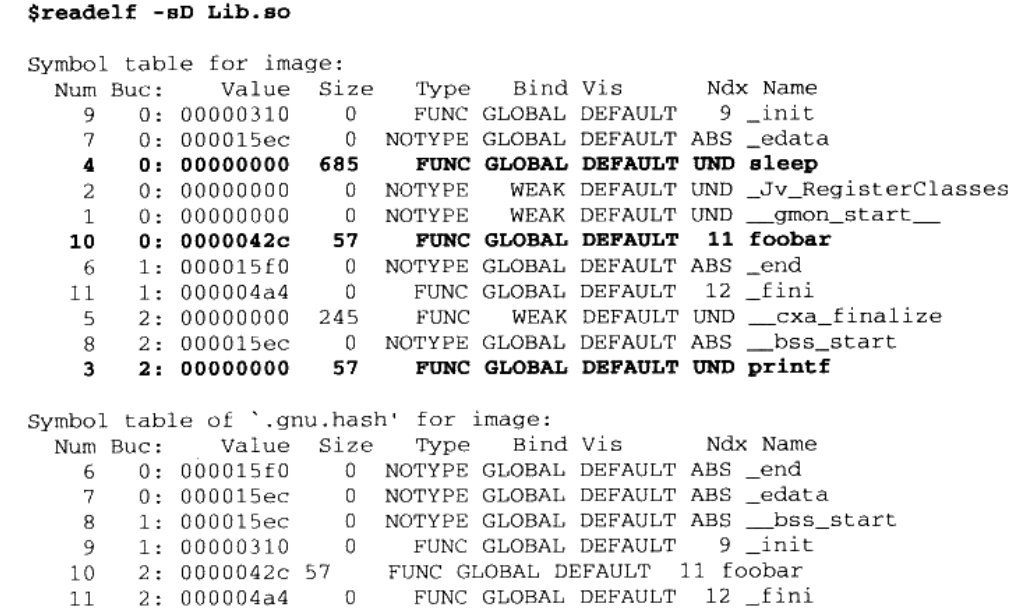 $readelf -sD Lib.so
Symbol table for image:
Num Buc: Value Size Type Bind Vis Ndx Name
9 0: 00000310 0 FUNC GLOBAL DEFAULT 9 _init
7 0: 000015ec 0 NOTYPE GLOBAL DEFAULT ABS _edata
4 0: 00000000 685 FUNC GLOBAL DEFAULT UND sleep
2 0: 00000000 0 NOTYPE WEAK DEFAULT UND _Jv_RegisterClasses
1 0: 00000000 0 NOTYPE WEAK DEFAULT UND __gmon_start__
10 0: 0000042c 57 FUNC GLOBAL DEFAULT 11 foobar
6 1: 000015f0 0 NOTYPE GLOBAL DEFAULT ABS _end
11 1: 000004a4 0 FUNC GLOBAL DEFAULT 12 _fini
5 2: 00000000 245 FUNC WEAK DEFAULT UND __cxa_finalize
8 2: 000015ec 0 NOTYPE GLOBAL DEFAULT ABS __bss_start
3 2: 00000000 57 FUNC GLOBAL DEFAULT UND printf
Symbol table of `.gnu.hash' for image:
Num Buc: Value Size Type Bind Vis Ndx Name
6 0: 000015f0 0 NOTYPE GLOBAL DEFAULT ABS _end
7 0: 000015ec 0 NOTYPE GLOBAL DEFAULT ABS _edata
8 1: 000015ec 0 NOTYPE GLOBAL DEFAULT ABS __bss_start
9 1: 00000310 0 FUNC GLOBAL DEFAULT 9 _init
10 2: 0000042c 57 FUNC GLOBAL DEFAULT 11 foobar
11 2: 000004a4 0 FUNC GLOBAL DEFAULT 12 _fini